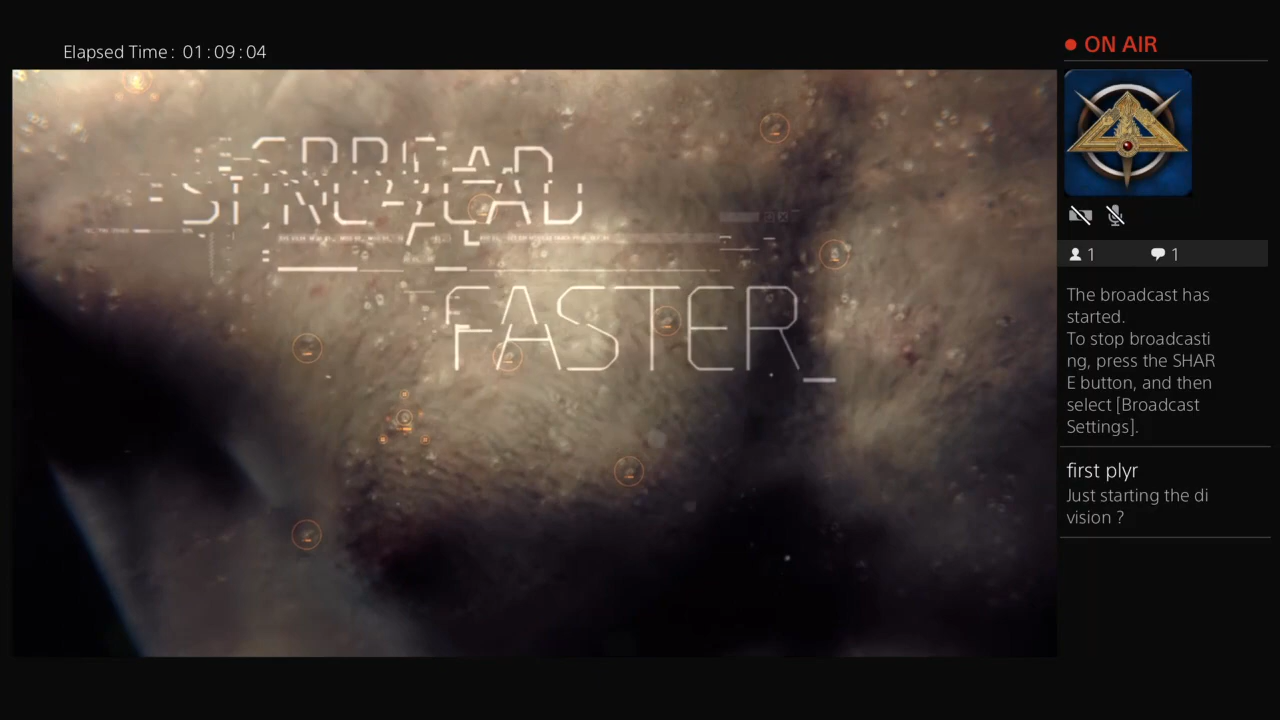 Elapsed Time: 01:09:04
ON AIR
SPREAD
FASTER_
1 1
The broadcast has
started.
To stop broadcasti
ng, press the SHAR
E button, and then
select [Broadcast
Settings].
first plyr
Just starting the di
vision ?